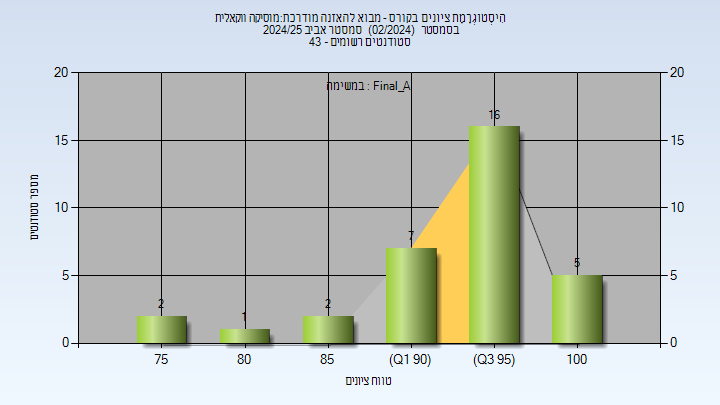 היסטוגרמת ציונים בקורס - מבוא להאזנה מודרכת:מוסיקה ווקאלית
בסמסטר (02/2024) סמסטר אביב 2024/25
סטודנטים רשומים - 43
במשימה : Final_A
20
15
10
5
0
20
15
10
5
0
מספר סטודנטים
2
1
2
7
16
5
75
80
85
(Q1 90)
(Q3 95)
100
טווח ציונים